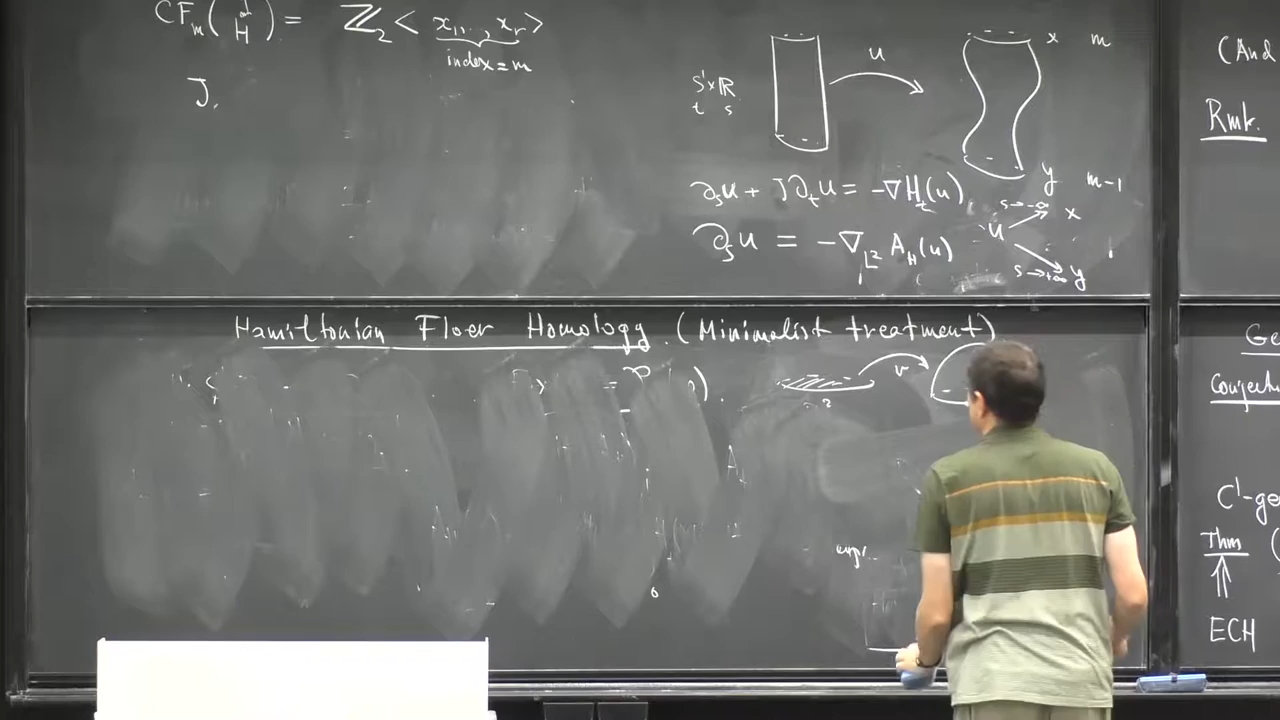 CF_m(H) = ℤ₂ < x₁, .., x_r >
index = m
J.
S¹ × ℝ
t s
u
x m
y m-1
∂_s u + J∂_t u = -∇H_t(u)
∂_s u = -∇_{L²} A_H(u)
u
s→-∞ x
s→+∞ y
Hamiltonian Floer Homology. (Minimalist treatment)
v
(And
Rmk.
Ge
Conject
C¹-ge
Thm (
⇑
ECH